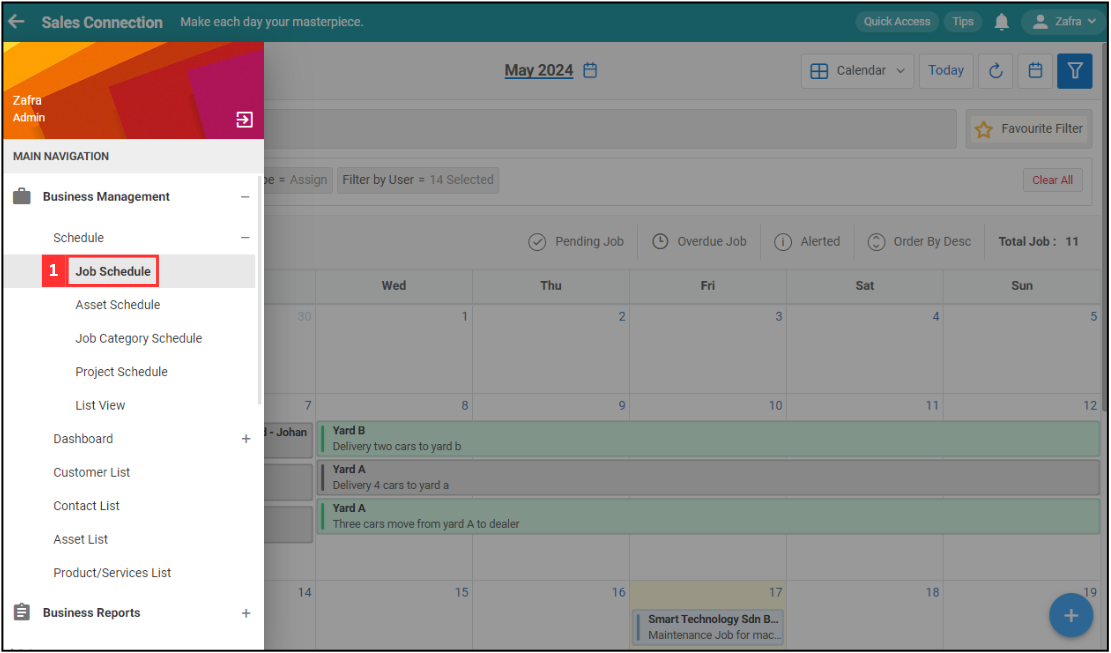 Sales Connection Make each day your masterpiece. Quick Access Tips Zafra
Zafra
Admin
MAIN NAVIGATION
Business Management
Schedule
1 Job Schedule
Asset Schedule
Job Category Schedule
Project Schedule
List View
Dashboard
Customer List
Contact List
Asset List
Product/Services List
Business Reports
May 2024 Calendar Today
Favourite Filter
= Assign Filter by User = 14 Selected Clear All
Pending Job Overdue Job Alerted Order By Desc Total Job : 11
Wed Thu Fri Sat Sun
30 1 2 3 4 5
7 8 9 10 11 12
- Johan
Yard B
Delivery two cars to yard b
Yard A
Delivery 4 cars to yard a
Yard A
Three cars move from yard A to dealer
14 15 16 17 18 19
Smart Technology Sdn B...
Maintenance Job for mac...